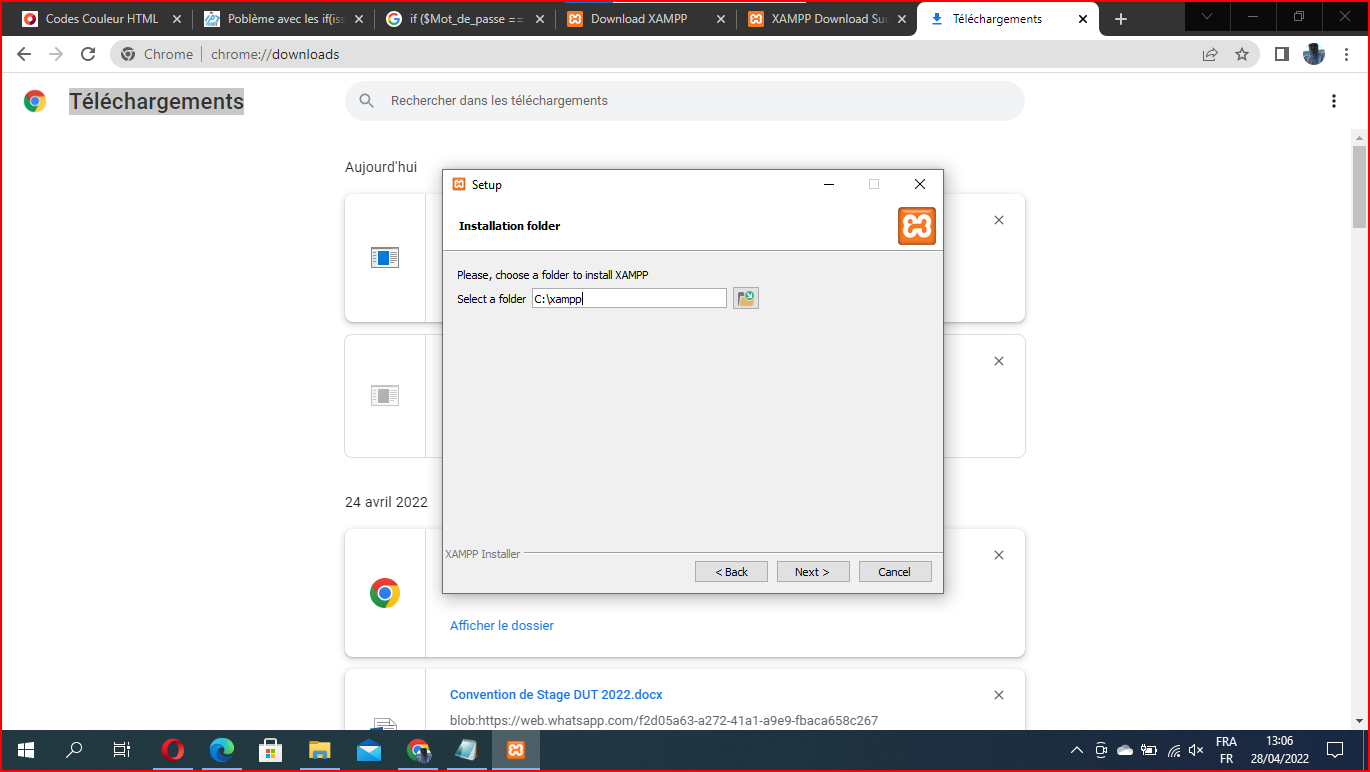 Codes Couleur HTML
Poblème avec les if(iss
if ($Mot_de_passe ==
Download XAMPP
XAMPP Download Suc
Téléchargements
Chrome
chrome://downloads
Téléchargements
Rechercher dans les téléchargements
Aujourd'hui
Setup
Installation folder
Please, choose a folder to install XAMPP
Select a folder
C:\xampp
24 avril 2022
XAMPP Installer
< Back
Next >
Cancel
Afficher le dossier
Convention de Stage DUT 2022.docx
blob:https://web.whatsapp.com/f2d05a63-a272-41a1-a9e9-fbaca658c267
FRA
FR
13:06
28/04/2022